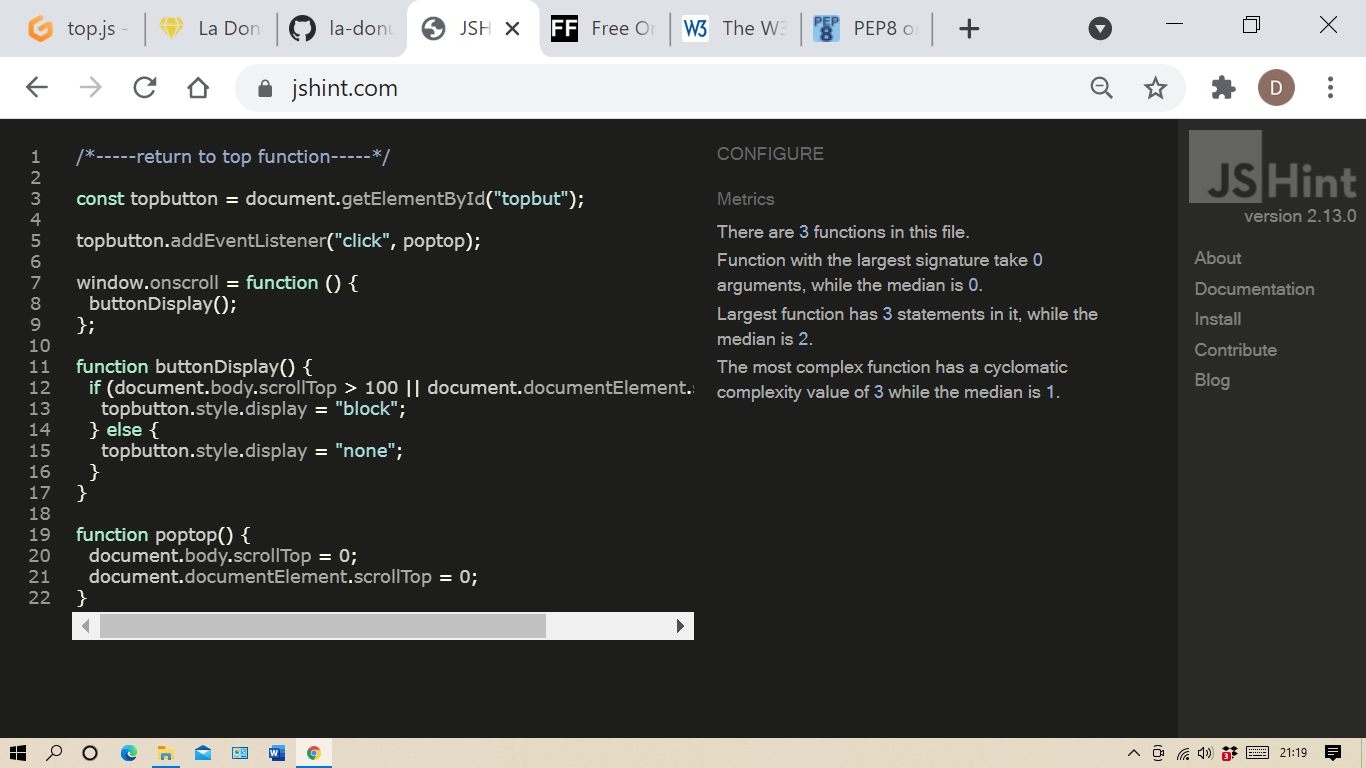 top.js -
La Don
la-donu
JSH
FF
Free O
W3
The W3
PEP 8
PEP8 o
jshint.com
D
1 /*-----return to top function-----*/
2
3 const topbutton = document.getElementById("topbut");
4
5 topbutton.addEventListener("click", poptop);
6
7 window.onscroll = function () {
8 buttonDisplay();
9 };
10
11 function buttonDisplay() {
12 if (document.body.scrollTop > 100 || document.documentElement.
13 topbutton.style.display = "block";
14 } else {
15 topbutton.style.display = "none";
16 }
17 }
18
19 function poptop() {
20 document.body.scrollTop = 0;
21 document.documentElement.scrollTop = 0;
22 }
CONFIGURE
Metrics
There are 3 functions in this file.
Function with the largest signature take 0
arguments, while the median is 0.
Largest function has 3 statements in it, while the
median is 2.
The most complex function has a cyclomatic
complexity value of 3 while the median is 1.
JSHint
version 2.13.0
About
Documentation
Install
Contribute
Blog
3
21:19